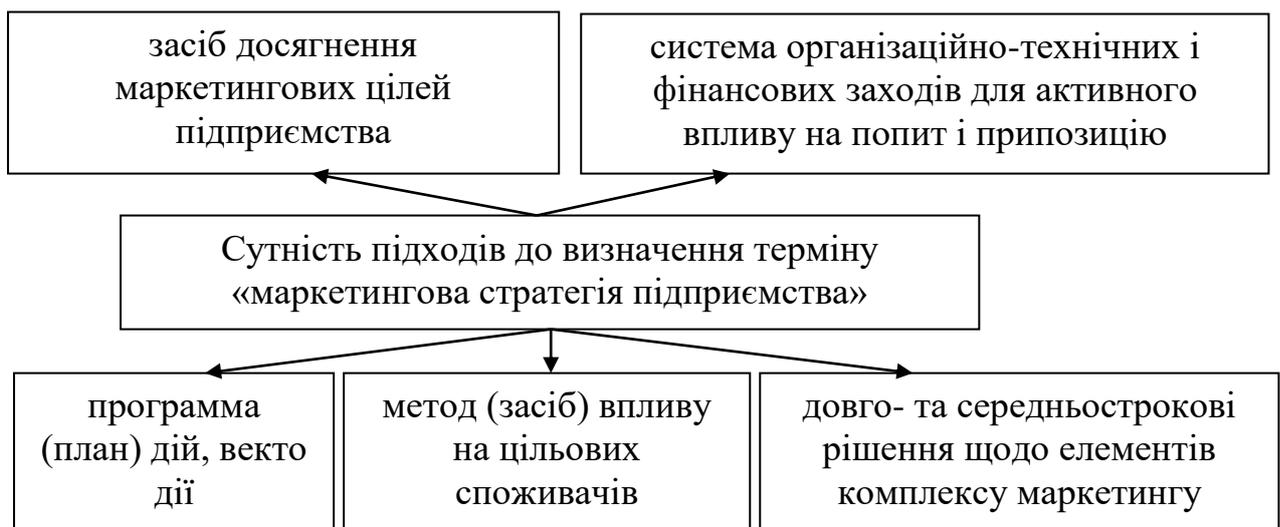 засіб досягнення
маркетингових цілей
підприємства
система організаційно-технічних і
фінансових заходів для активного
впливу на попит і припозицію
Сутність підходів до визначення терміну
«маркетингова стратегія підприємства»
программа
(план) дій, векто
дії
метод (засіб) впливу
на цільових
споживачів
довго- та середньострокові
рішення щодо елементів
комплексу маркетингу